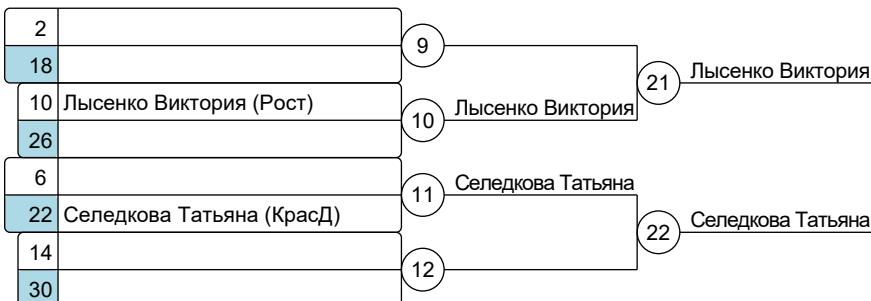 2
9
18
21 Лысенко Виктория
10 Лысенко Виктория (Рост)
10 Лысенко Виктория
26
6
11 Селедкова Татьяна
22 Селедкова Татьяна (КрасД)
22 Селедкова Татьяна
14
12
30